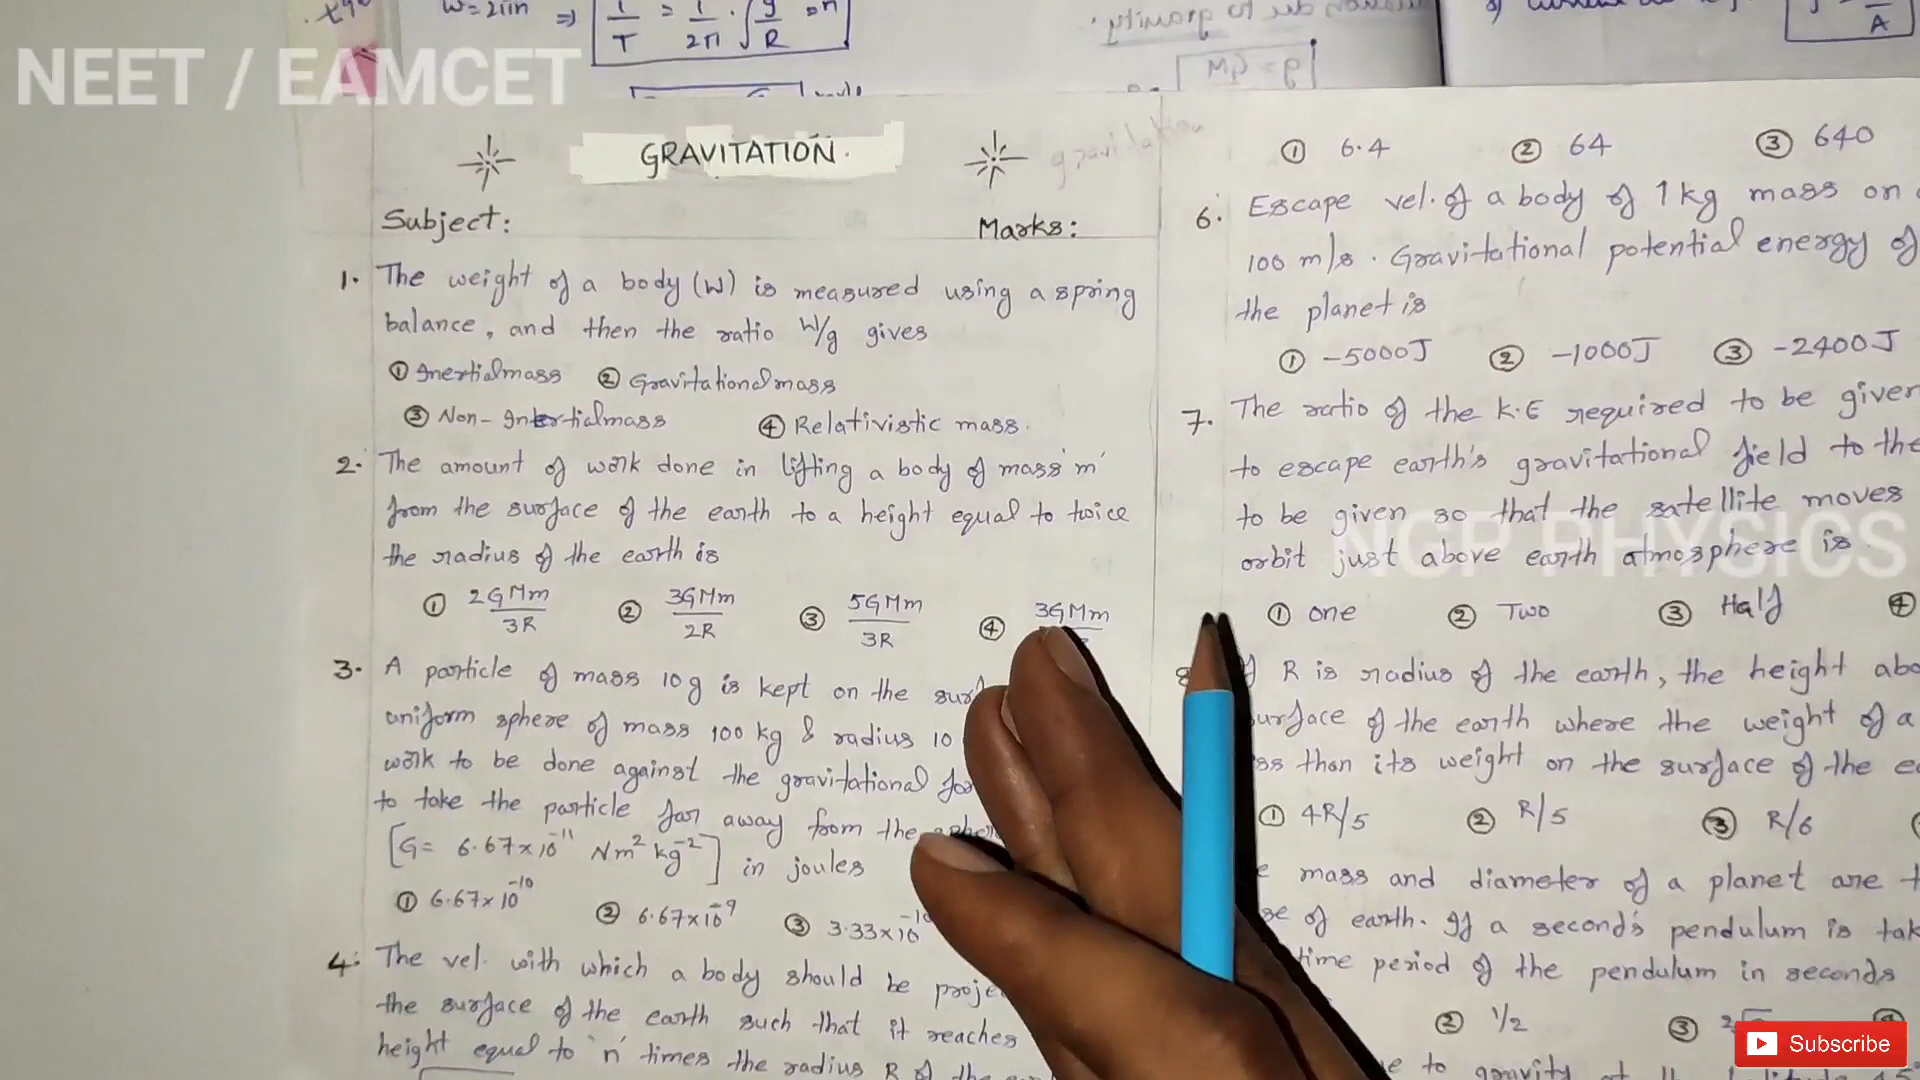 NEET / EAMCET
W=2πn ⇒ 1/T = 1/2π · √g/R
g = GM
A
GRAVITATION.
Subject:
Marks:
1. The weight of a body (W) is measured using a spring
balance, and then the ratio W/g gives
① Inertial mass ② Gravitational mass
③ Non-Inertial mass ④ Relativistic mass.
2. The amount of work done in lifting a body of mass 'm'
from the surface of the earth to a height equal to twice
the radius of the earth is
① 2GMm/3R ② 3GMm/2R ③ 5GMm/3R ④ 3GMm
3. A particle of mass 10g is kept on the
uniform sphere of mass 100 kg & radius 10
work to be done against the gravitational
to take the particle far away from the
[G = 6.67×10⁻¹¹ Nm² kg⁻²] in joules
① 6.67×10⁻¹⁰ ② 6.67×10⁻⁹ ③ 3.33×10⁻¹⁰
4. The vel. with which a body should be
the surface of the earth such that it reaches
height equal to 'n' times the radius R of the
① 6.4 ② 64 ③ 640
6. Escape vel. of a body of 1kg mass on
100 m/s. Gravitational potential energy of
the planet is
① -5000J ② -1000J ③ -2400J
7. The ratio of the K.E required to be given
to escape earth's gravitational field to the
to be given so that the satellite moves
orbit just above earth atmosphere is
NGP PHYSICS
① one ② Two ③ Half ④
R is radius of the earth, the height
surface of the earth where the weight of a
than its weight on the surface of the
① 4R/5 ② R/5 ③ R/6
mass and diameter of a planet are
of earth. If a second's pendulum is
time period of the pendulum in seconds
② 1/2 ③
to gravity at
Subscribe